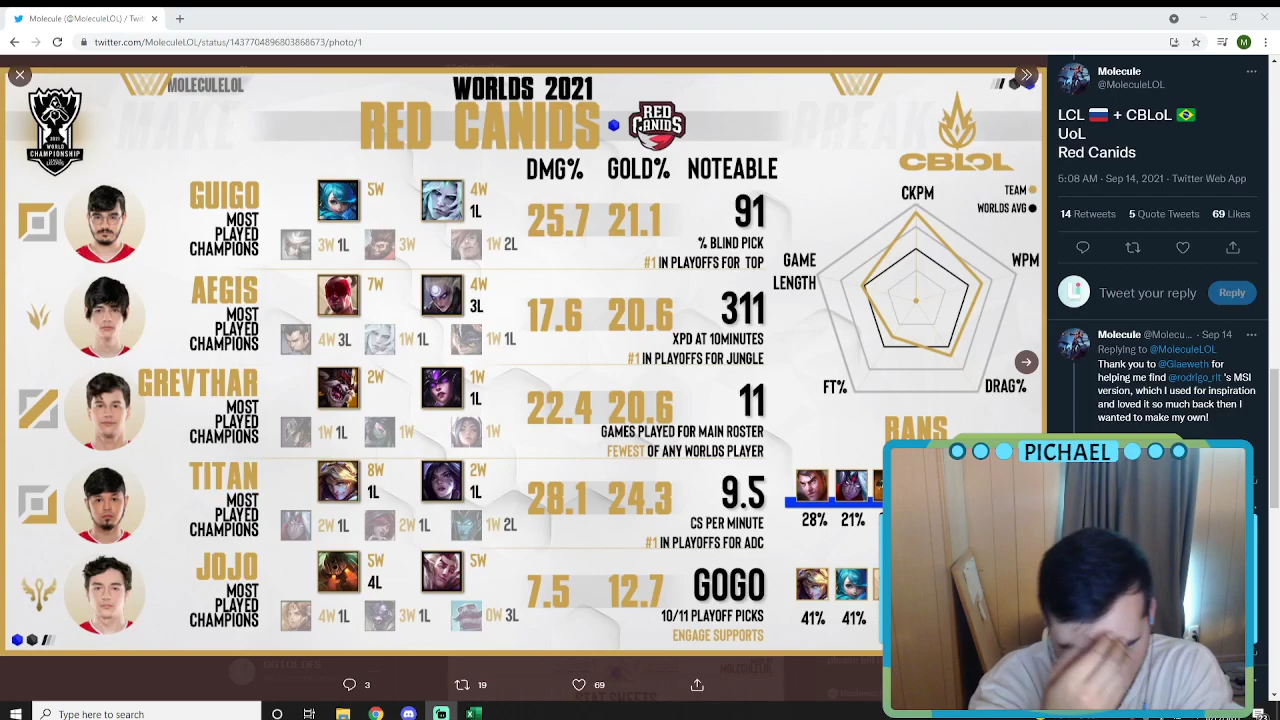 Molecule (@MoleculeLOL) / Twit
twitter.com/MoleculeLOL/status/1437704896803868673/photo/1
M
MOLECULELOL
WORLDS 2021
RED CANIDS
RED CANIDS
2021
WORLD
CHAMPIONSHIP
CBLOL
DMG% GOLD% NOTEABLE
GUIGO
MOST
PLAYED
CHAMPIONS
5W
4W
1L
3W 1L
3W
1W 2L
25.7 21.1
91
% BLIND PICK
#1 IN PLAYOFFS FOR TOP
AEGIS
MOST
PLAYED
CHAMPIONS
7W
4W
3L
4W 3L
1W 1L
1W 1L
17.6 20.6
311
XPD AT 10MINUTES
#1 IN PLAYOFFS FOR JUNGLE
GREVTHAR
MOST
PLAYED
CHAMPIONS
2W
1W
1L
1W 1L
1W
1W
22.4 20.6
11
GAMES PLAYED FOR MAIN ROSTER
FEWEST OF ANY WORLDS PLAYER
TITAN
MOST
PLAYED
CHAMPIONS
8W
1L
2W
1L
2W 1L
2W 1L
1W 2L
28.1 24.3
9.5
CS PER MINUTE
#1 IN PLAYOFFS FOR ADC
JOJO
MOST
PLAYED
CHAMPIONS
5W
4L
5W
4W 1L
3W 1L
0W 3L
7.5 12.7
GOGO
10/11 PLAYOFF PICKS
ENGAGE SUPPORTS
CKPM
TEAM
WORLDS AVG
WPM
DRAG%
FT%
GAME
LENGTH
BANS
28% 21%
41% 41%
3
19
69
STAT SHEETS
Molecule
@MoleculeLOL
LCL + CBLoL
UoL
Red Canids
5:08 AM · Sep 14, 2021 · Twitter Web App
14 Retweets 5 Quote Tweets 69 Likes
Tweet your reply
Reply
Molecule @Molecu... · Sep 14
Replying to @MoleculeLOL
Thank you to @Glaeweth for
helping me find @rodrigo_rlt 's MSI
version, which I used for inspiration
and loved it so much back then I
wanted to make my own!
PICHAEL
Type here to search